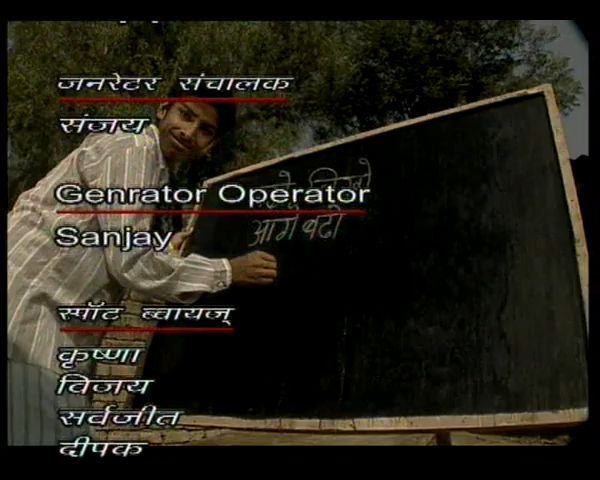 जनरेटर संचालक
संजय
Genrator Operator
Sanjay
स्पॉट ब्वायज्
कृष्णा
विजय
सर्वजीत
दीपक
आगे बढो